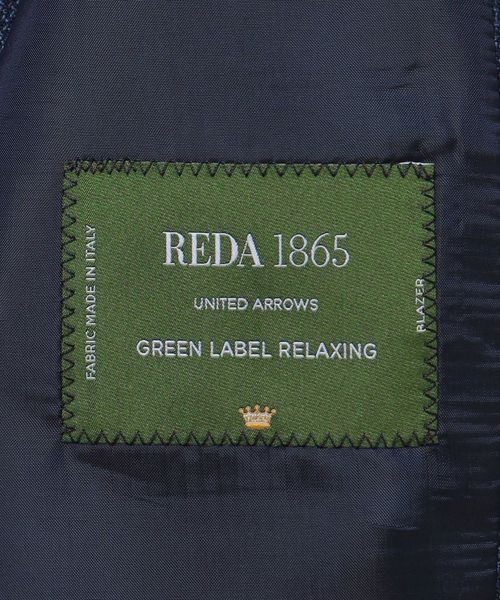 REDA 1865
UNITED ARROWS
GREEN LABEL RELAXING
FABRIC MADE IN ITALY
BLAZER